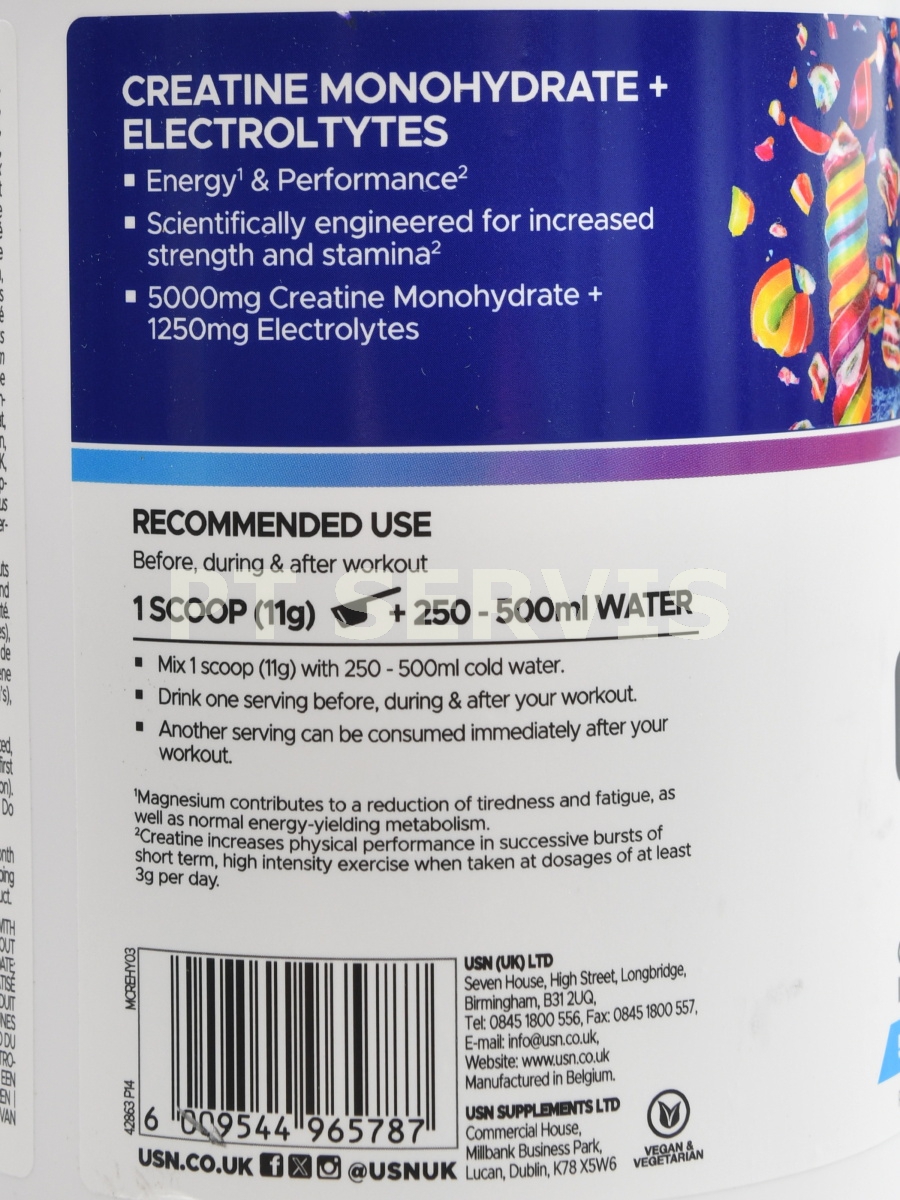 CREATINE MONOHYDRATE +
ELECTROLTYTES
▪ Energy¹ & Performance²
▪ Scientifically engineered for increased
strength and stamina²
▪ 5000mg Creatine Monohydrate +
1250mg Electrolytes
RECOMMENDED USE
Before, during & after workout
1 SCOOP (11g) + 250 - 500ml WATER
PT SERVIS
▪ Mix 1 scoop (11g) with 250 - 500ml cold water.
▪ Drink one serving before, during & after your workout.
▪ Another serving can be consumed immediately after your
workout.
¹Magnesium contributes to a reduction of tiredness and fatigue, as
well as normal energy-yielding metabolism.
²Creatine increases physical performance in successive bursts of
short term, high intensity exercise when taken at dosages of at least
3g per day.
MCREHY03
42863 P14
6 009544 965787
USN.CO.UK @USNUK
USN (UK) LTD
Seven House, High Street, Longbridge,
Birmingham, B31 2UQ,
Tel: 0845 1800 556, Fax: 0845 1800 557,
E-mail: info@usn.co.uk,
Website: www.usn.co.uk
Manufactured in Belgium.
USN SUPPLEMENTS LTD
Commercial House,
Millbank Business Park,
Lucan, Dublin, K78 X5W6
VEGAN &
VEGETARIAN